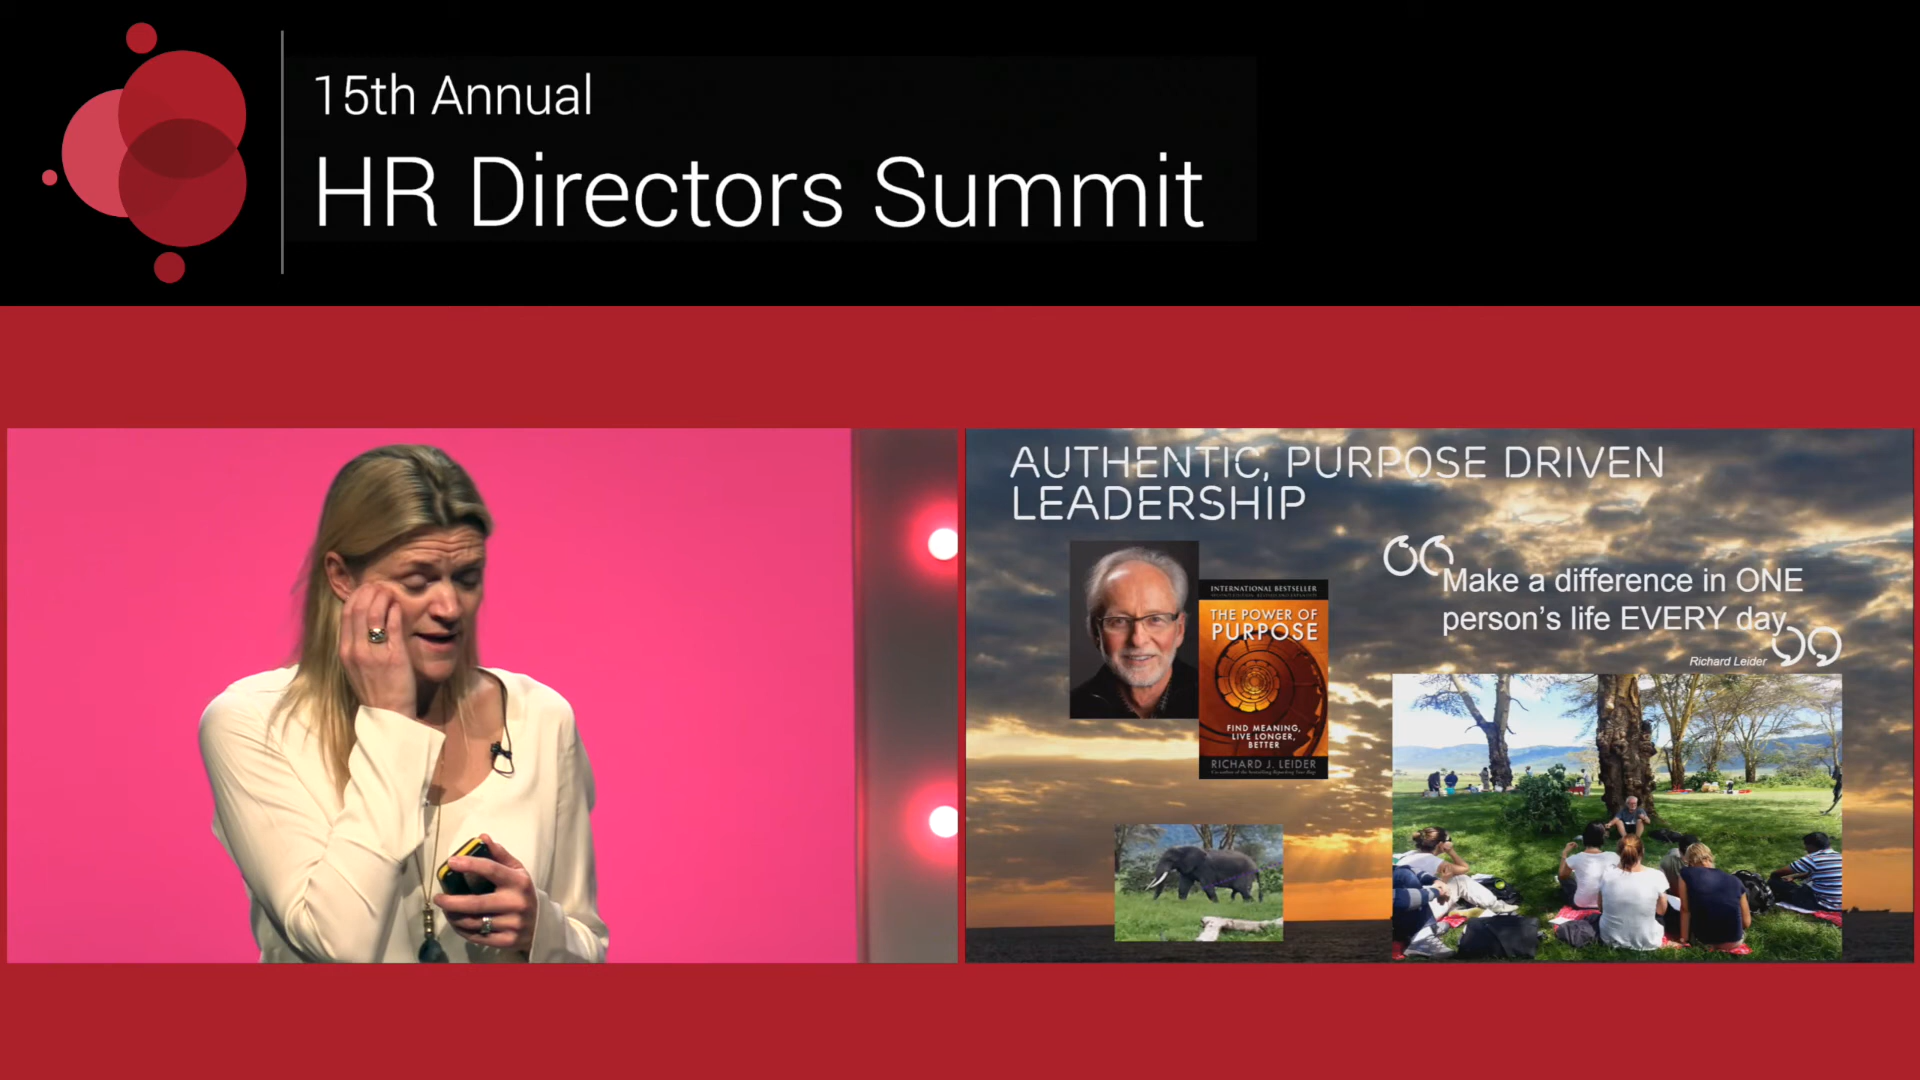 15th Annual
HR Directors Summit
AUTHENTIC, PURPOSE DRIVEN
LEADERSHIP
Make a difference in ONE
person's life EVERY day
Richard Leider
INTERNATIONAL BESTSELLER
THE POWER OF
PURPOSE
FIND MEANING,
LIVE LONGER,
BETTER
RICHARD J. LEIDER